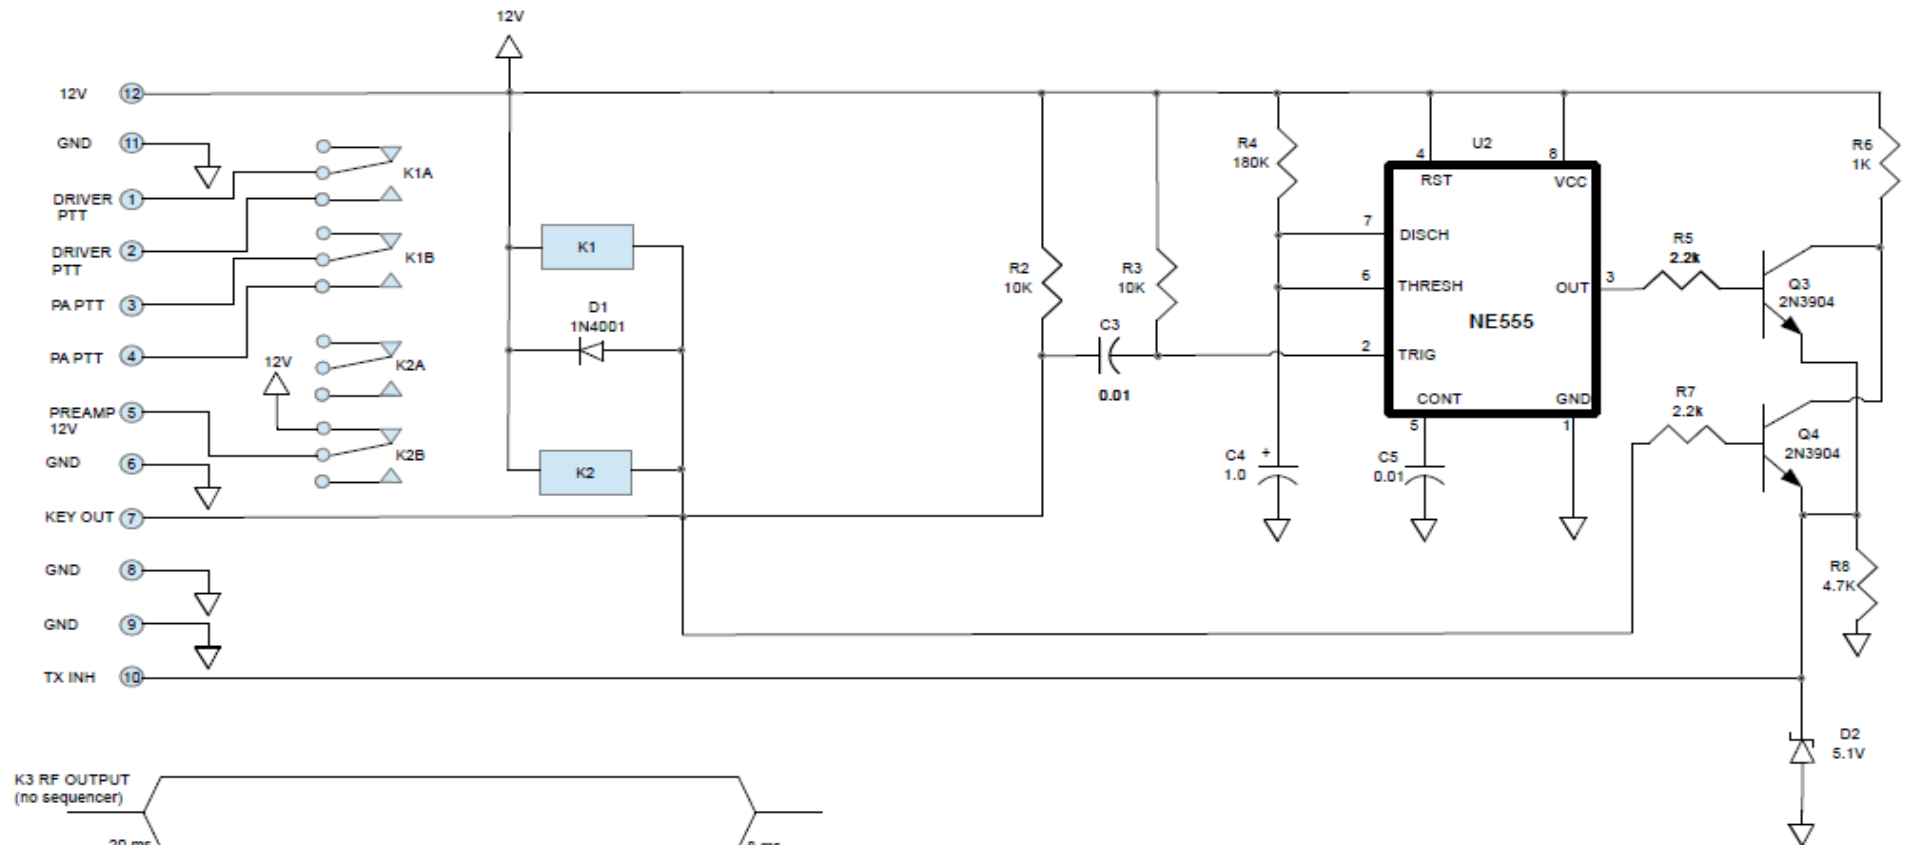 12V
12V
12
GND
11
DRIVER
PTT
1
DRIVER
PTT
2
PA PTT
3
PA PTT
4
PREAMP
12V
5
GND
6
KEY OUT
7
GND
8
GND
9
TX INH
10
K1A
K1B
K2A
12V
K2B
K1
D1
1N4001
K2
R2
10K
R3
10K
C3
0.01
R4
180K
C4
+
1.0
U2
4
8
RST
VCC
7
DISCH
6
THRESH
OUT
3
NE555
2
TRIG
CONT
GND
5
1
C5
0.01
R5
2.2k
R6
1K
Q3
2N3904
R7
2.2k
Q4
2N3904
R8
4.7K
D2
5.1V
K3 RF OUTPUT
(no sequencer)